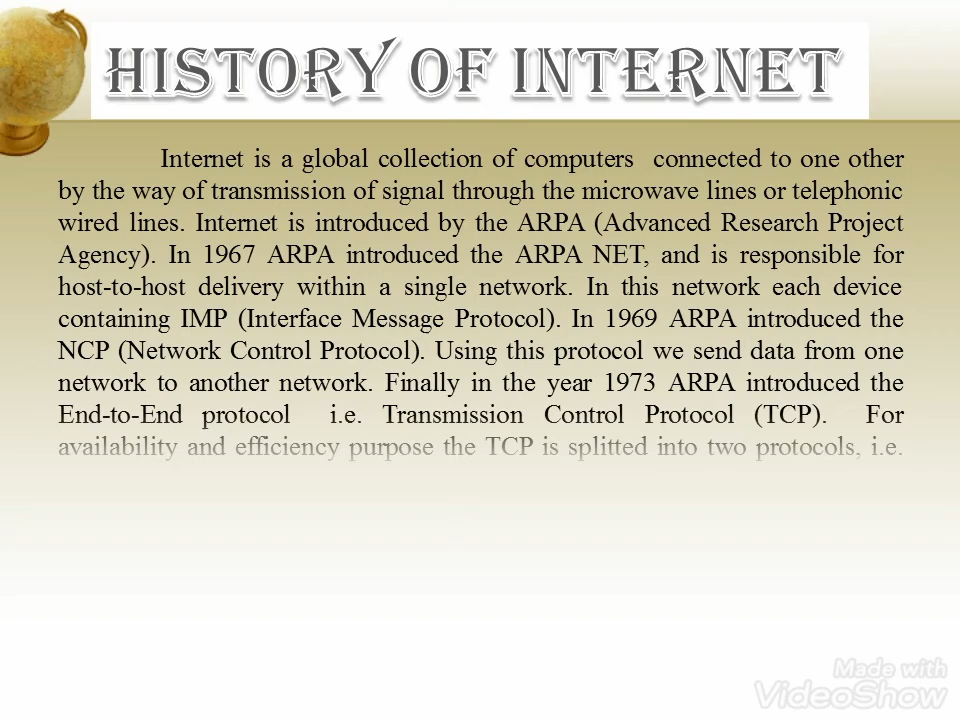 HISTORY OF INTERNET
Internet is a global collection of computers connected to one other
by the way of transmission of signal through the microwave lines or telephonic
wired lines. Internet is introduced by the ARPA (Advanced Research Project
Agency). In 1967 ARPA introduced the ARPA NET, and is responsible for
host-to-host delivery within a single network. In this network each device
containing IMP (Interface Message Protocol). In 1969 ARPA introduced the
NCP (Network Control Protocol). Using this protocol we send data from one
network to another network. Finally in the year 1973 ARPA introduced the
End-to-End protocol i.e. Transmission Control Protocol (TCP). For
availability and efficiency purpose the TCP is splitted into two protocols, i.e.
Made with
VideoShow